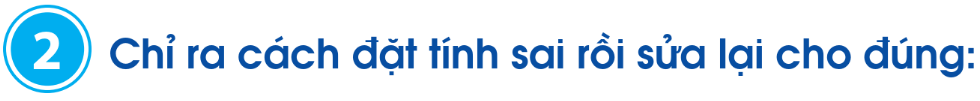 2 Chỉ ra cách đặt tính sai rồi sửa lại cho đúng: